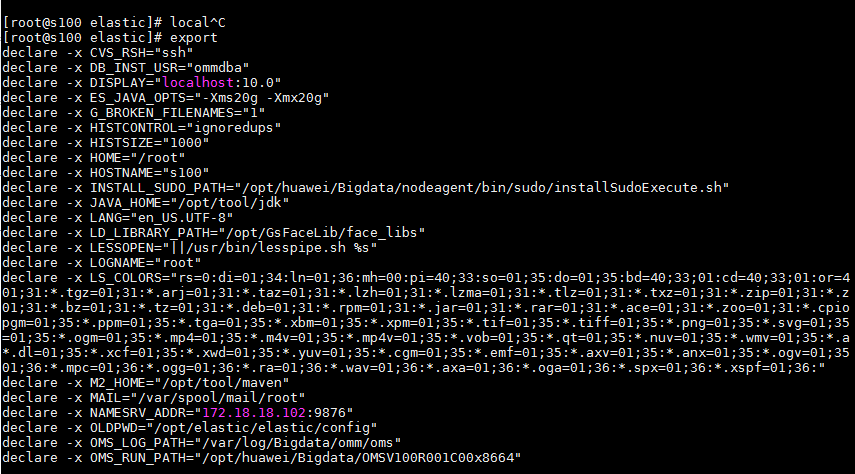 [root@s100 elastic]# local^C
[root@s100 elastic]# export
declare -x CVS_RSH="ssh"
declare -x DB_INST_USR="ommdba"
declare -x DISPLAY="localhost:10.0"
declare -x ES_JAVA_OPTS="-Xms20g -Xmx20g"
declare -x G_BROKEN_FILENAMES="1"
declare -x HISTCONTROL="ignoredups"
declare -x HISTSIZE="1000"
declare -x HOME="/root"
declare -x HOSTNAME="s100"
declare -x INSTALL_SUDO_PATH="/opt/huawei/Bigdata/nodeagent/bin/sudo/installSudoExecute.sh"
declare -x JAVA_HOME="/opt/tool/jdk"
declare -x LANG="en_US.UTF-8"
declare -x LD_LIBRARY_PATH="/opt/GsFaceLib/face_libs"
declare -x LESSOPEN="||/usr/bin/lesspipe.sh %s"
declare -x LOGNAME="root"
declare -x LS_COLORS="rs=0:di=01;34:ln=01;36:mh=00:pi=40;33:so=01;35:do=01;35:bd=40;33;01:cd=40;33;01:or=4
01;31:*.tgz=01;31:*.arj=01;31:*.taz=01;31:*.lzh=01;31:*.lzma=01;31:*.tlz=01;31:*.txz=01;31:*.zip=01;31:*.z
01;31:*.bz=01;31:*.tz=01;31:*.deb=01;31:*.rpm=01;31:*.jar=01;31:*.rar=01;31:*.ace=01;31:*.zoo=01;31:*.cpio
pgm=01;35:*.ppm=01;35:*.tga=01;35:*.xbm=01;35:*.xpm=01;35:*.tif=01;35:*.tiff=01;35:*.png=01;35:*.svg=01;35
=01;35:*.ogm=01;35:*.mp4=01;35:*.m4v=01;35:*.mp4v=01;35:*.vob=01;35:*.qt=01;35:*.nuv=01;35:*.wmv=01;35:*.a
*.dl=01;35:*.xcf=01;35:*.xwd=01;35:*.yuv=01;35:*.cgm=01;35:*.emf=01;35:*.axv=01;35:*.anx=01;35:*.ogv=01;35
01;36:*.mpc=01;36:*.ogg=01;36:*.ra=01;36:*.wav=01;36:*.axa=01;36:*.oga=01;36:*.spx=01;36:*.xspf=01;36:"
declare -x M2_HOME="/opt/tool/maven"
declare -x MAIL="/var/spool/mail/root"
declare -x NAMESRV_ADDR="172.18.18.102:9876"
declare -x OLDPWD="/opt/elastic/elastic/config"
declare -x OMS_LOG_PATH="/var/log/Bigdata/omm/oms"
declare -x OMS_RUN_PATH="/opt/huawei/Bigdata/OMSV100R001C00x8664"